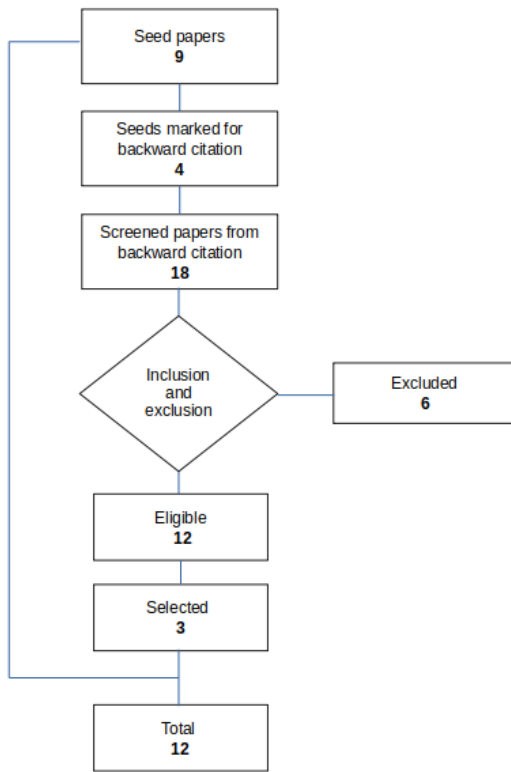 Seed papers
9
Seeds marked for
backward citation
4
Screened papers from
backward citation
18
Inclusion
and
exclusion
Excluded
6
Eligible
12
Selected
3
Total
12